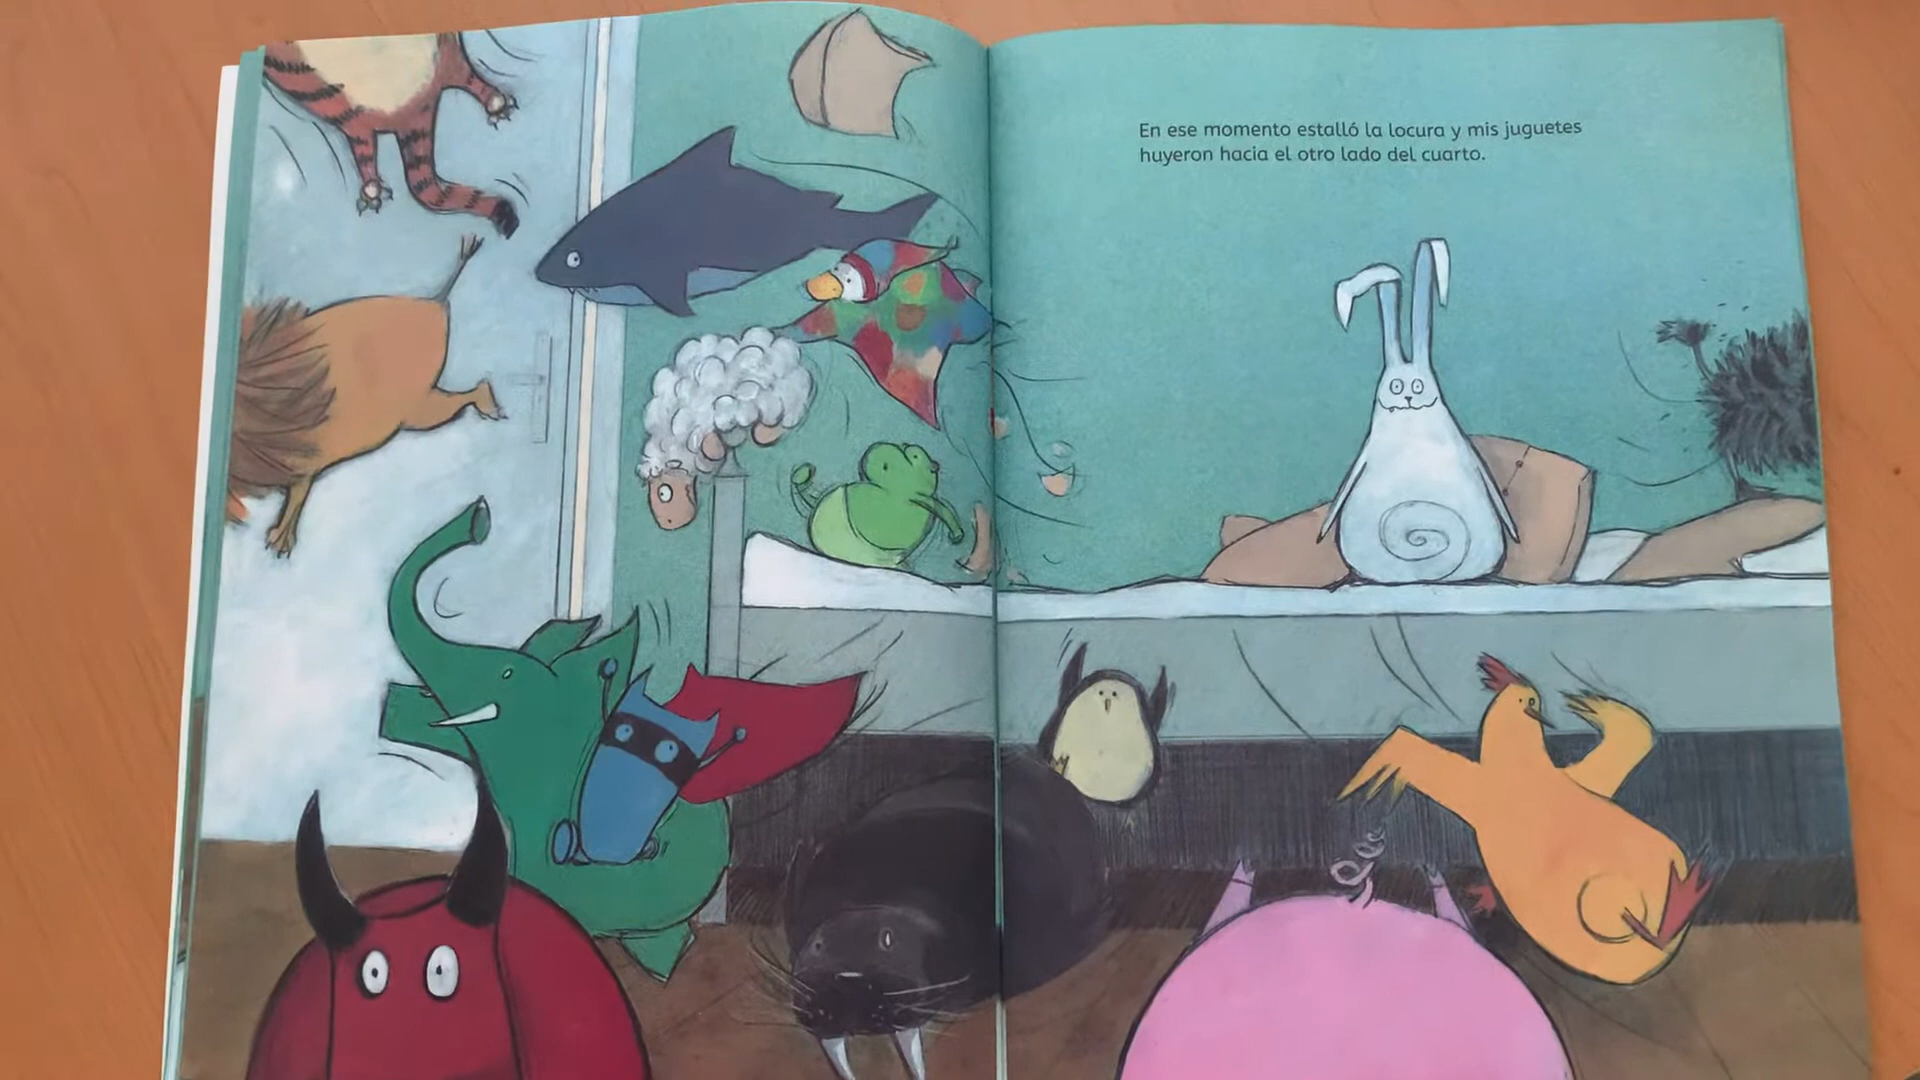 En ese momento estalló la locura y mis juguetes
huyeron hacia el otro lado del cuarto.